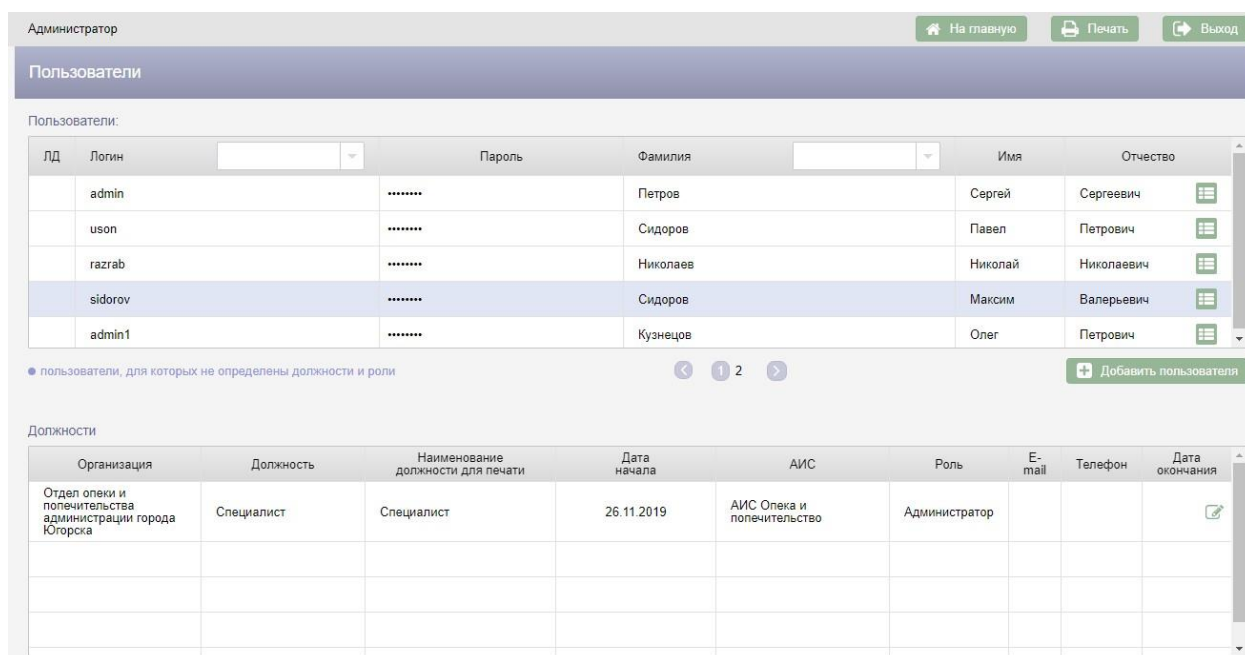 Администратор На главную Печать Выход
Пользователи
Пользователи:
ЛД Логин Пароль Фамилия Имя Отчество
admin •••••••• Петров Сергей Сергеевич
uson •••••••• Сидоров Павел Петрович
razrab •••••••• Николаев Николай Николаевич
sidorov •••••••• Сидоров Максим Валерьевич
admin1 •••••••• Кузнецов Олег Петрович
пользователи, для которых не определены должности и роли 1 2 Добавить пользователя
Должности
Организация Должность Наименование должности для печати Дата начала АИС Роль E-mail Телефон Дата окончания
Отдел опеки и
попечительства
администрации города
Югорска
Специалист Специалист 26.11.2019 АИС Опека и попечительство Администратор